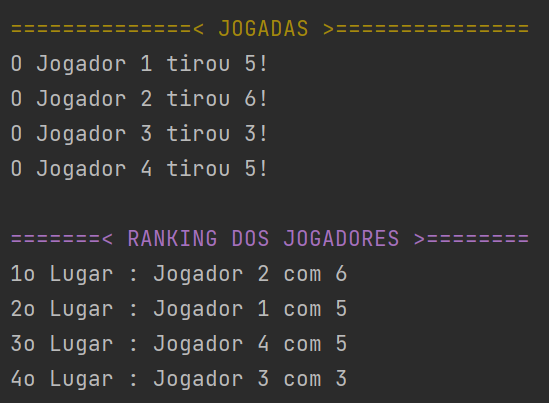 ==============< JOGADAS >===============
O Jogador 1 tirou 5!
O Jogador 2 tirou 6!
O Jogador 3 tirou 3!
O Jogador 4 tirou 5!
=======< RANKING DOS JOGADORES >========
1o Lugar : Jogador 2 com 6
2o Lugar : Jogador 1 com 5
3o Lugar : Jogador 4 com 5
4o Lugar : Jogador 3 com 3